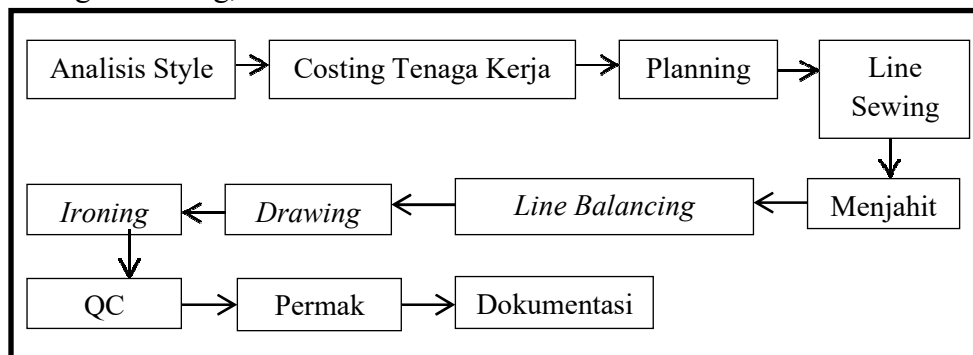 Analisis Style
Costing Tenaga Kerja
Planning
Line
Sewing
Menjahit
Line Balancing
Drawing
Ironing
QC
Permak
Dokumentasi